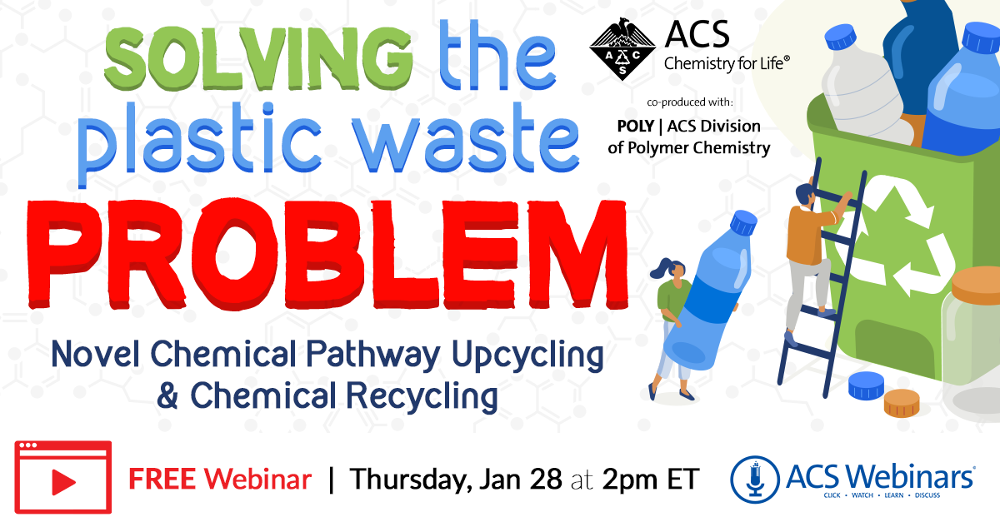 SOLVING the
plastic waste
PROBLEM
Novel Chemical Pathway Upcycling
& Chemical Recycling
A C S
ACS
Chemistry for Life®
co-produced with:
POLY | ACS Division
of Polymer Chemistry
FREE Webinar | Thursday, Jan 28 at 2pm ET
ACS Webinars®
CLICK • WATCH • LEARN • DISCUSS